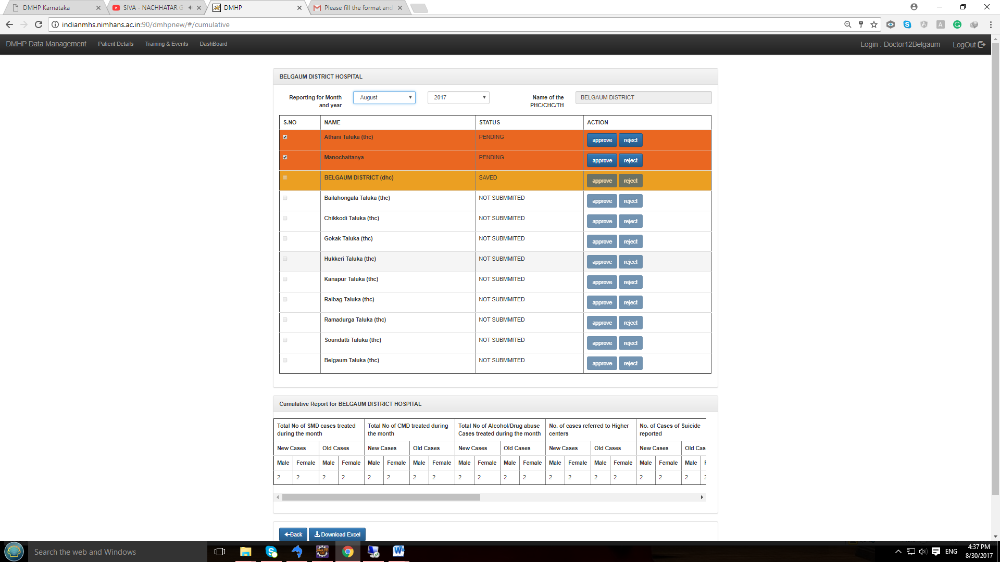 DMHP Karnataka
SIVA - NACHHATAR G
DMHP
Please fill the format and
indianmhs.nimhans.ac.in:90/dmhpnew/#/cumulative
DMHP Data Management Patient Details Training & Events DashBoard Login : Doctor12Belgaum LogOut
BELGAUM DISTRICT HOSPITAL
Reporting for Month and year August 2017 Name of the PHC/CHC/TH BELGAUM DISTRICT
S.NO NAME STATUS ACTION
Athani Taluka (thc) PENDING approve reject
Manochaitanya PENDING approve reject
BELGAUM DISTRICT (dhc) SAVED approve reject
Bailahongala Taluka (thc) NOT SUBMMITED approve reject
Chikkodi Taluka (thc) NOT SUBMMITED approve reject
Gokak Taluka (thc) NOT SUBMMITED approve reject
Hukkeri Taluka (thc) NOT SUBMMITED approve reject
Kanapur Taluka (thc) NOT SUBMMITED approve reject
Raibag Taluka (thc) NOT SUBMMITED approve reject
Ramadurga Taluka (thc) NOT SUBMMITED approve reject
Soundatti Taluka (thc) NOT SUBMMITED approve reject
Belgaum Taluka (thc) NOT SUBMMITED approve reject
Cumulative Report for BELGAUM DISTRICT HOSPITAL
Total No of SMD cases treated during the month Total No of CMD treated during the month Total No of Alcohol/Drug abuse Cases treated during the month No. of cases referred to Higher centers No. of Cases of Suicide reported
New Cases Old Cases New Cases Old Cases New Cases Old Cases New Cases Old Cases New Cases Old Cas
Male Female Male Female Male Female Male Female Male Female Male Female Male Female Male Female Male Female Male F
2 2 2 2 2 2 2 2 2 2 2 2 2 2 2 2 2 2 2 2
Back Download Excel
Search the web and Windows
ENG
4:37 PM
8/30/2017